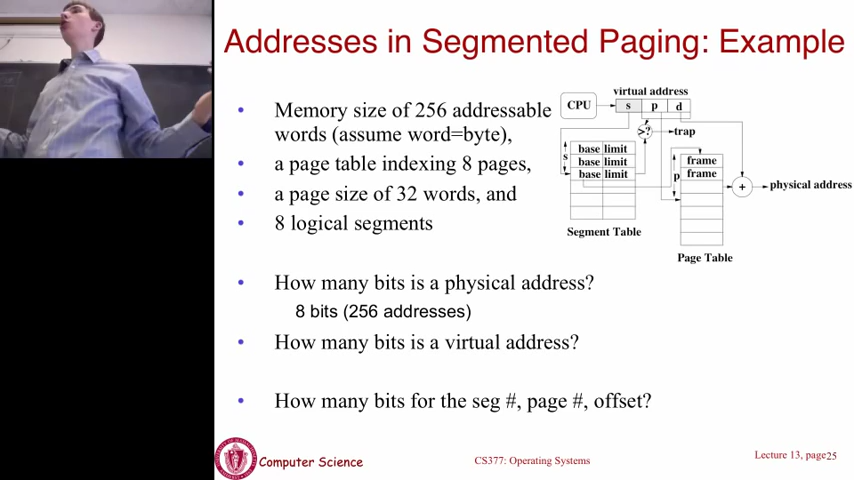 Addresses in Segmented Paging: Example
• Memory size of 256 addressable
words (assume word=byte),
• a page table indexing 8 pages,
• a page size of 32 words, and
• 8 logical segments
• How many bits is a physical address?
8 bits (256 addresses)
• How many bits is a virtual address?
• How many bits for the seg #, page #, offset?
virtual address
CPU s p d
>? trap
s
base limit
base limit
base limit
p
frame
frame
+ physical address
Segment Table
Page Table
Computer Science
CS377: Operating Systems
Lecture 13, page25